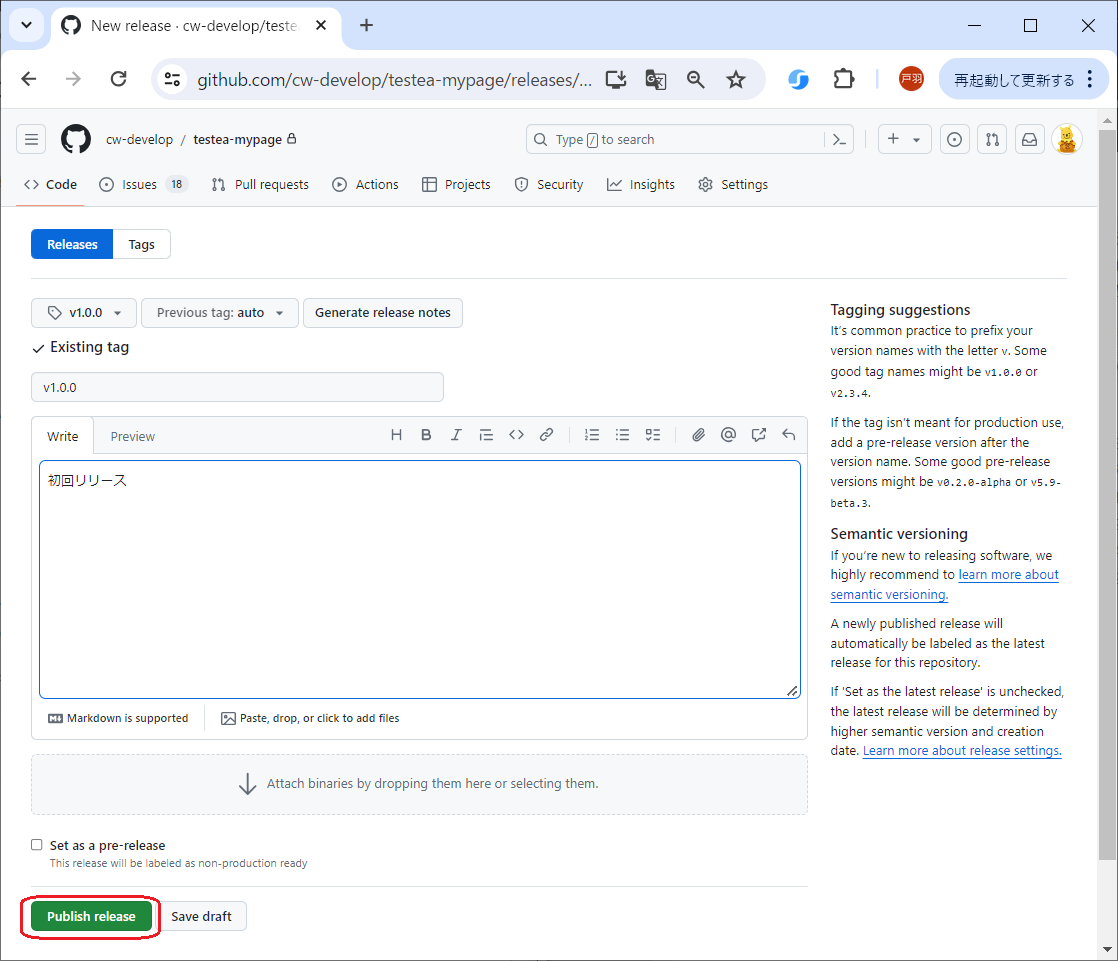 New release · cw-develop/teste
github.com/cw-develop/testea-mypage/releases/...
戸羽
再起動して更新する
cw-develop / testea-mypage
Type / to search
Code
Issues 18
Pull requests
Actions
Projects
Security
Insights
Settings
Releases
Tags
v1.0.0
Previous tag: auto
Generate release notes
Existing tag
v1.0.0
Write
Preview
初回リリース
Markdown is supported
Paste, drop, or click to add files
Attach binaries by dropping them here or selecting them.
Set as a pre-release
This release will be labeled as non-production ready
Publish release
Save draft
Tagging suggestions
It's common practice to prefix your
version names with the letter v. Some
good tag names might be v1.0.0 or
v2.3.4.
If the tag isn't meant for production use,
add a pre-release version after the
version name. Some good pre-release
versions might be v0.2.0-alpha or v5.9-
beta.3.
Semantic versioning
If you're new to releasing software, we
highly recommend to learn more about
semantic versioning.
A newly published release will
automatically be labeled as the latest
release for this repository.
If 'Set as the latest release' is unchecked,
the latest release will be determined by
higher semantic version and creation
date. Learn more about release settings.